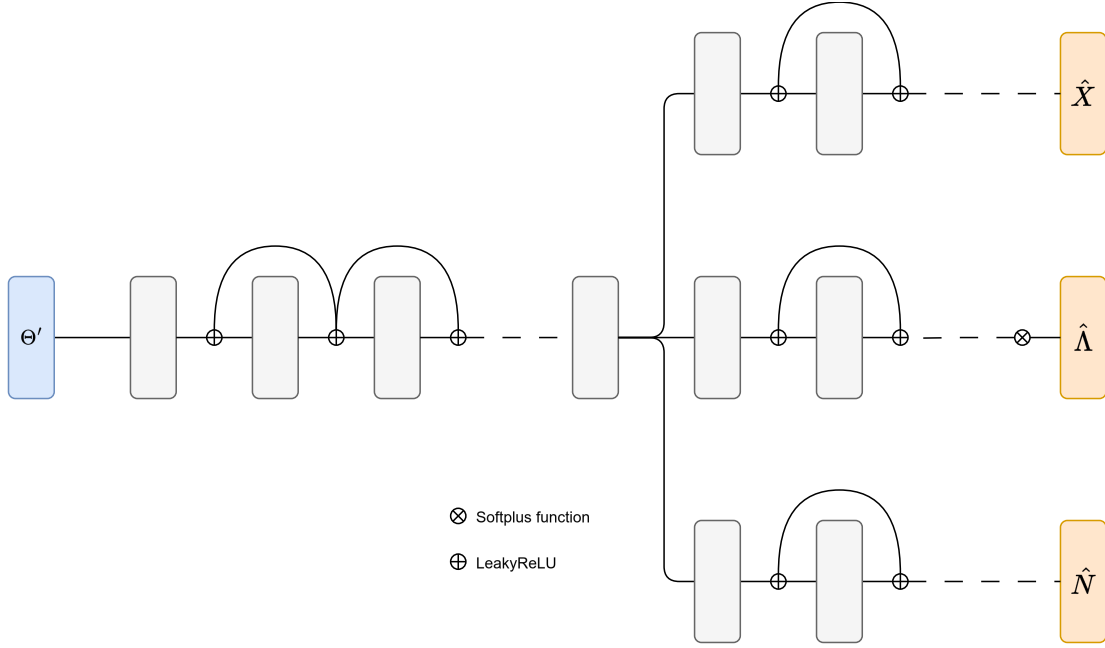 X̂
Θ′
Λ̂
Softplus function
LeakyReLU
N̂